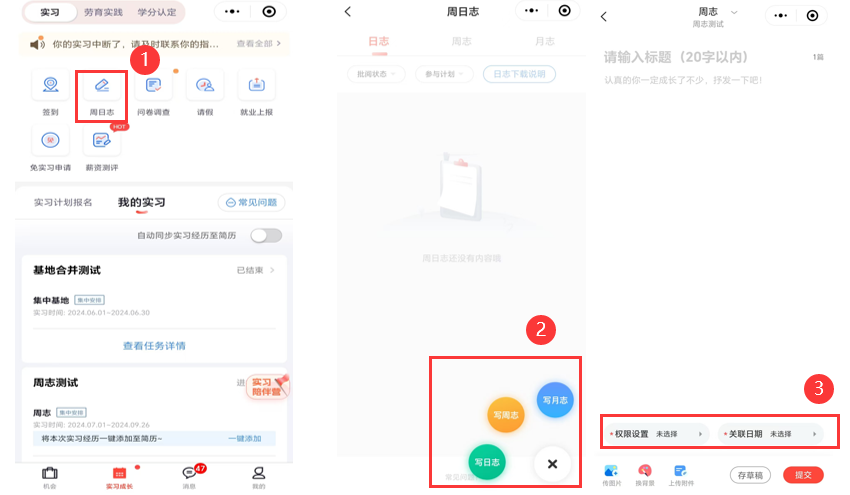 实习 劳育实践 学分认定
你的实习中断了，请及时联系你的指... 查看全部 >
1
签到 周日志 问卷调查 请假 就业上报
HOT
免实习申请 薪资测评
实习计划报名 我的实习 常见问题
自动同步实习经历至简历
基地合并测试 已结束 >
集中基地 集中安排
实习时间: 2024.06.01~2024.06.30
查看任务详情
周志测试 进
实习
陪伴营
周志 集中安排
实习时间: 2024.07.01~2024.09.26
将本次实习经历一键添加至简历~ 一键添加
47
机会 实习成长 消息 我的
周日志
日志 周志 月志
批阅状态 参与计划 日志下载说明
周日志还没有内容哦
2
写月志
写周志
写日志
常见问题
周志
周志测试
请输入标题（20字以内） 1篇
认真的你一定成长了不少，抒发一下吧!
3
*权限设置 未选择 *关联日期 未选择
传图片 换背景 上传附件 存草稿 提交